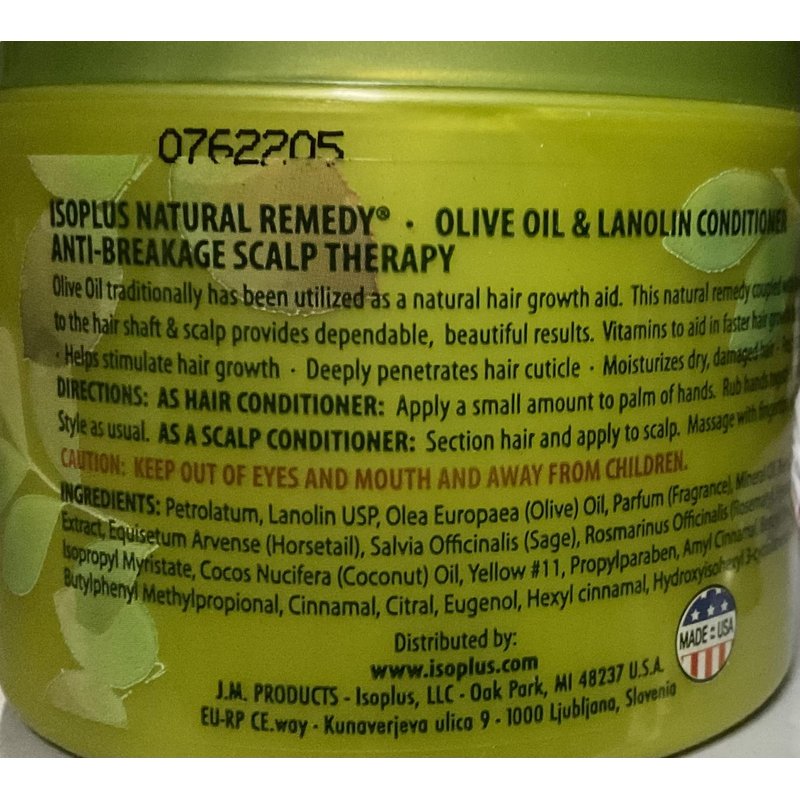 0762205
ISOPLUS NATURAL REMEDY® · OLIVE OIL & LANOLIN CONDITIONER
ANTI-BREAKAGE SCALP THERAPY
Olive Oil traditionally has been utilized as a natural hair growth aid. This natural remedy coupled
to the hair shaft & scalp provides dependable, beautiful results. Vitamins to aid in faster hair
· Helps stimulate hair growth · Deeply penetrates hair cuticle · Moisturizes dry, damaged hair ·
DIRECTIONS: AS HAIR CONDITIONER: Apply a small amount to palm of hands. Rub hands
Style as usual. AS A SCALP CONDITIONER: Section hair and apply to scalp. Massage with
CAUTION: KEEP OUT OF EYES AND MOUTH AND AWAY FROM CHILDREN.
INGREDIENTS: Petrolatum, Lanolin USP, Olea Europaea (Olive) Oil, Parfum (Fragrance), Mineral
Extract, Equisetum Arvense (Horsetail), Salvia Officinalis (Sage), Rosmarinus Officinalis
Isopropyl Myristate, Cocos Nucifera (Coconut) Oil, Yellow #11, Propylparaben, Amyl
Butylphenyl Methylpropional, Cinnamal, Citral, Eugenol, Hexyl cinnamal,
Distributed by:
www.isoplus.com
J.M. PRODUCTS - Isoplus, LLC - Oak Park, MI 48237 U.S.A.
EU-RP CE.way - Kunaverjeva ulica 9 - 1000 Ljubljana, Slovenia
MADE USA